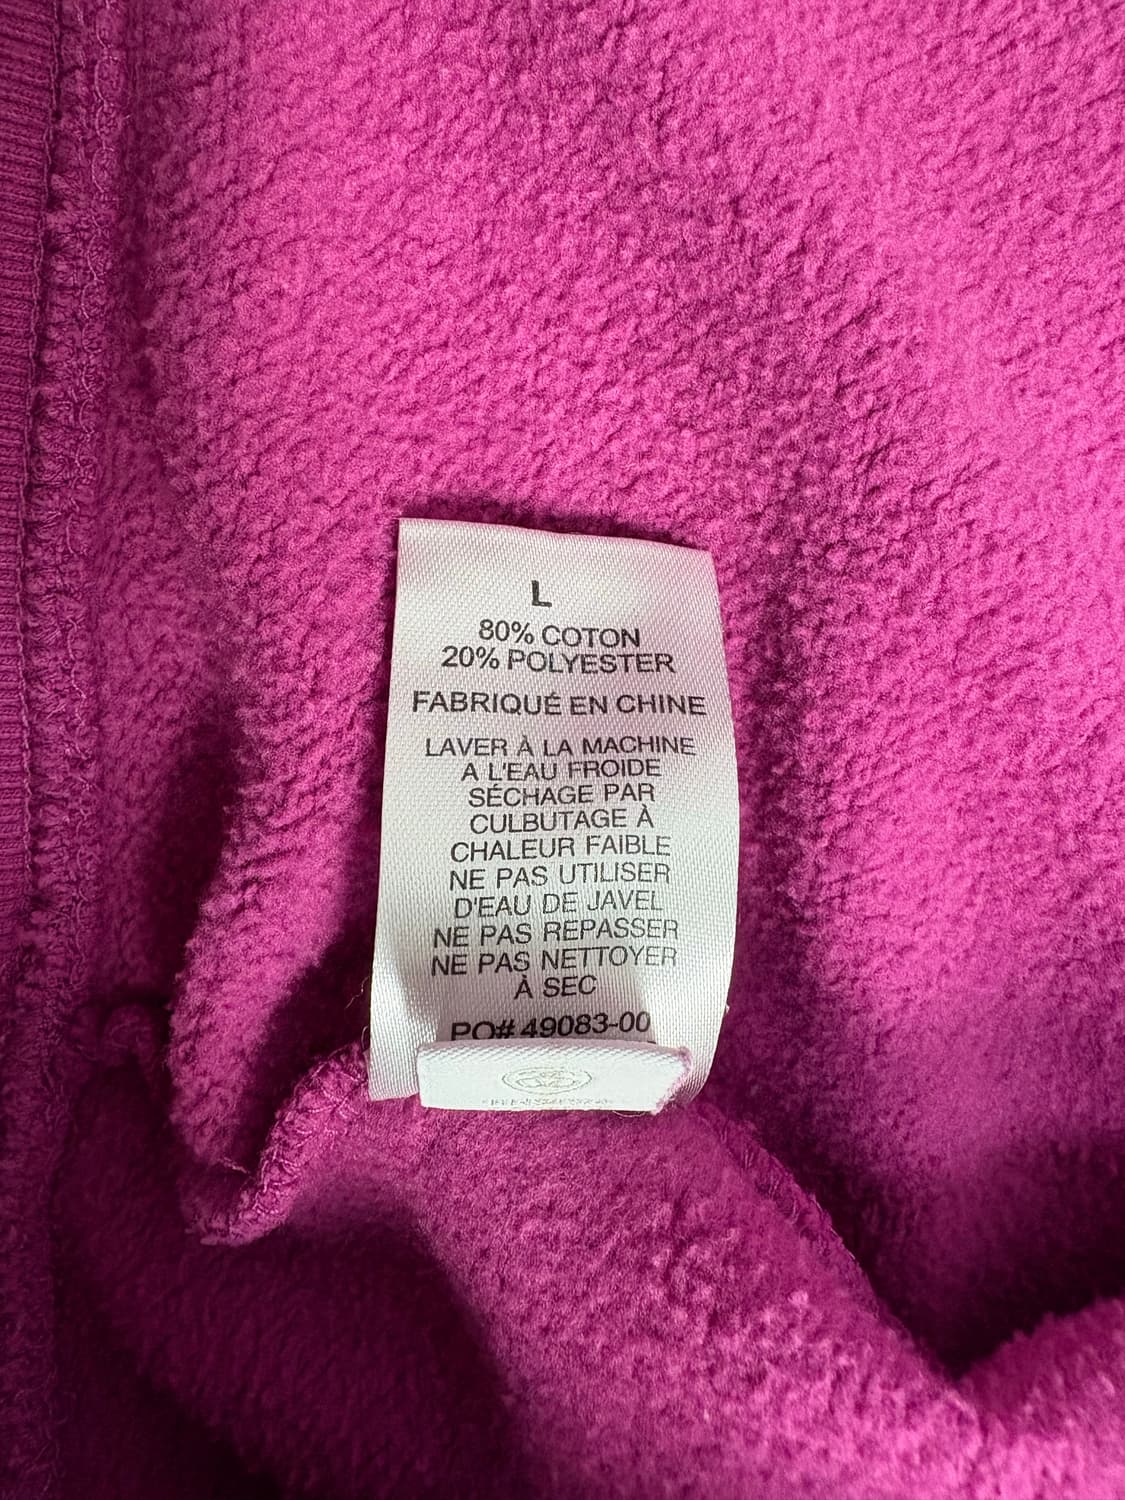 L
80% COTON
20% POLYESTER
FABRIQUÉ EN CHINE
LAVER À LA MACHINE
A L'EAU FROIDE
SÉCHAGE PAR
CULBUTAGE À
CHALEUR FAIBLE
NE PAS UTILISER
D'EAU DE JAVEL
NE PAS REPASSER
NE PAS NETTOYER
À SEC
PO# 49083-00